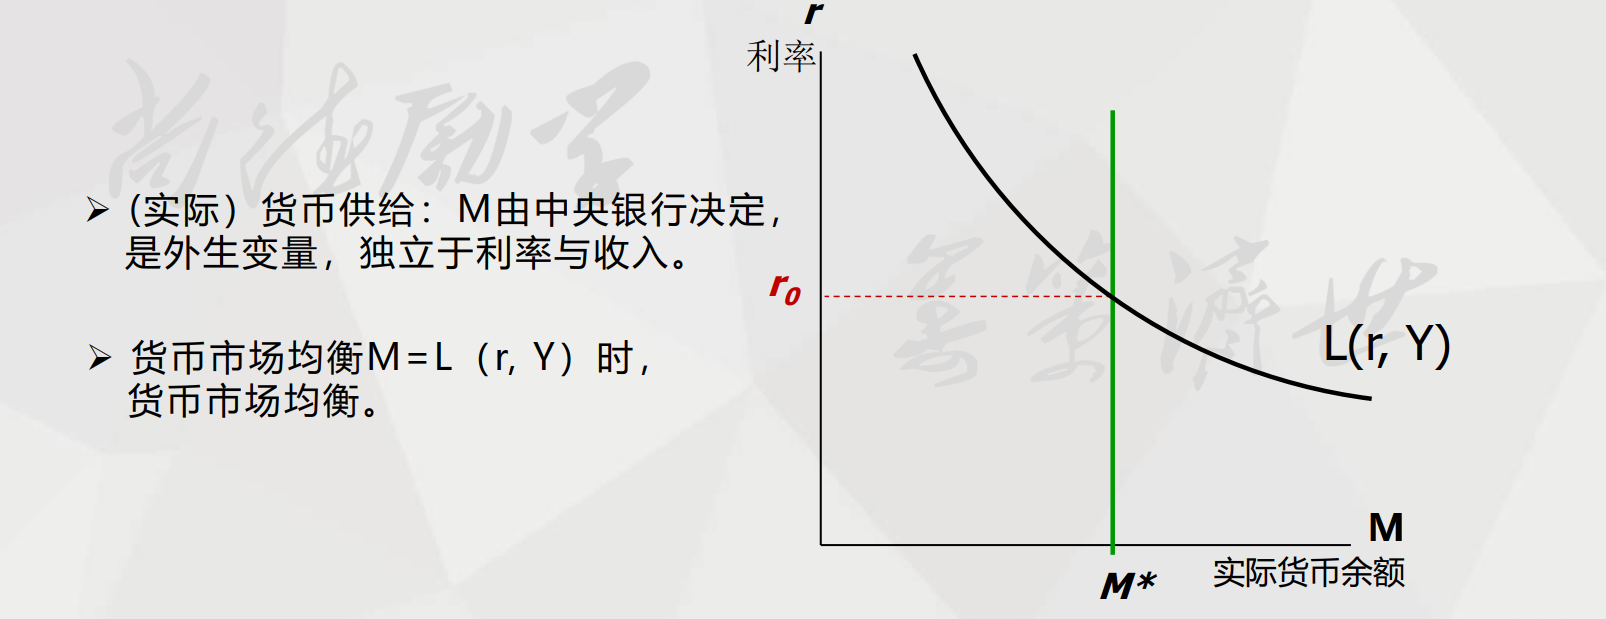 r
利率
➢ (实际）货币供给：M由中央银行决定，
是外生变量，独立于利率与收入。
r₀
➢ 货币市场均衡M=L（r, Y）时，
货币市场均衡。
L(r, Y)
M
实际货币余额
M*